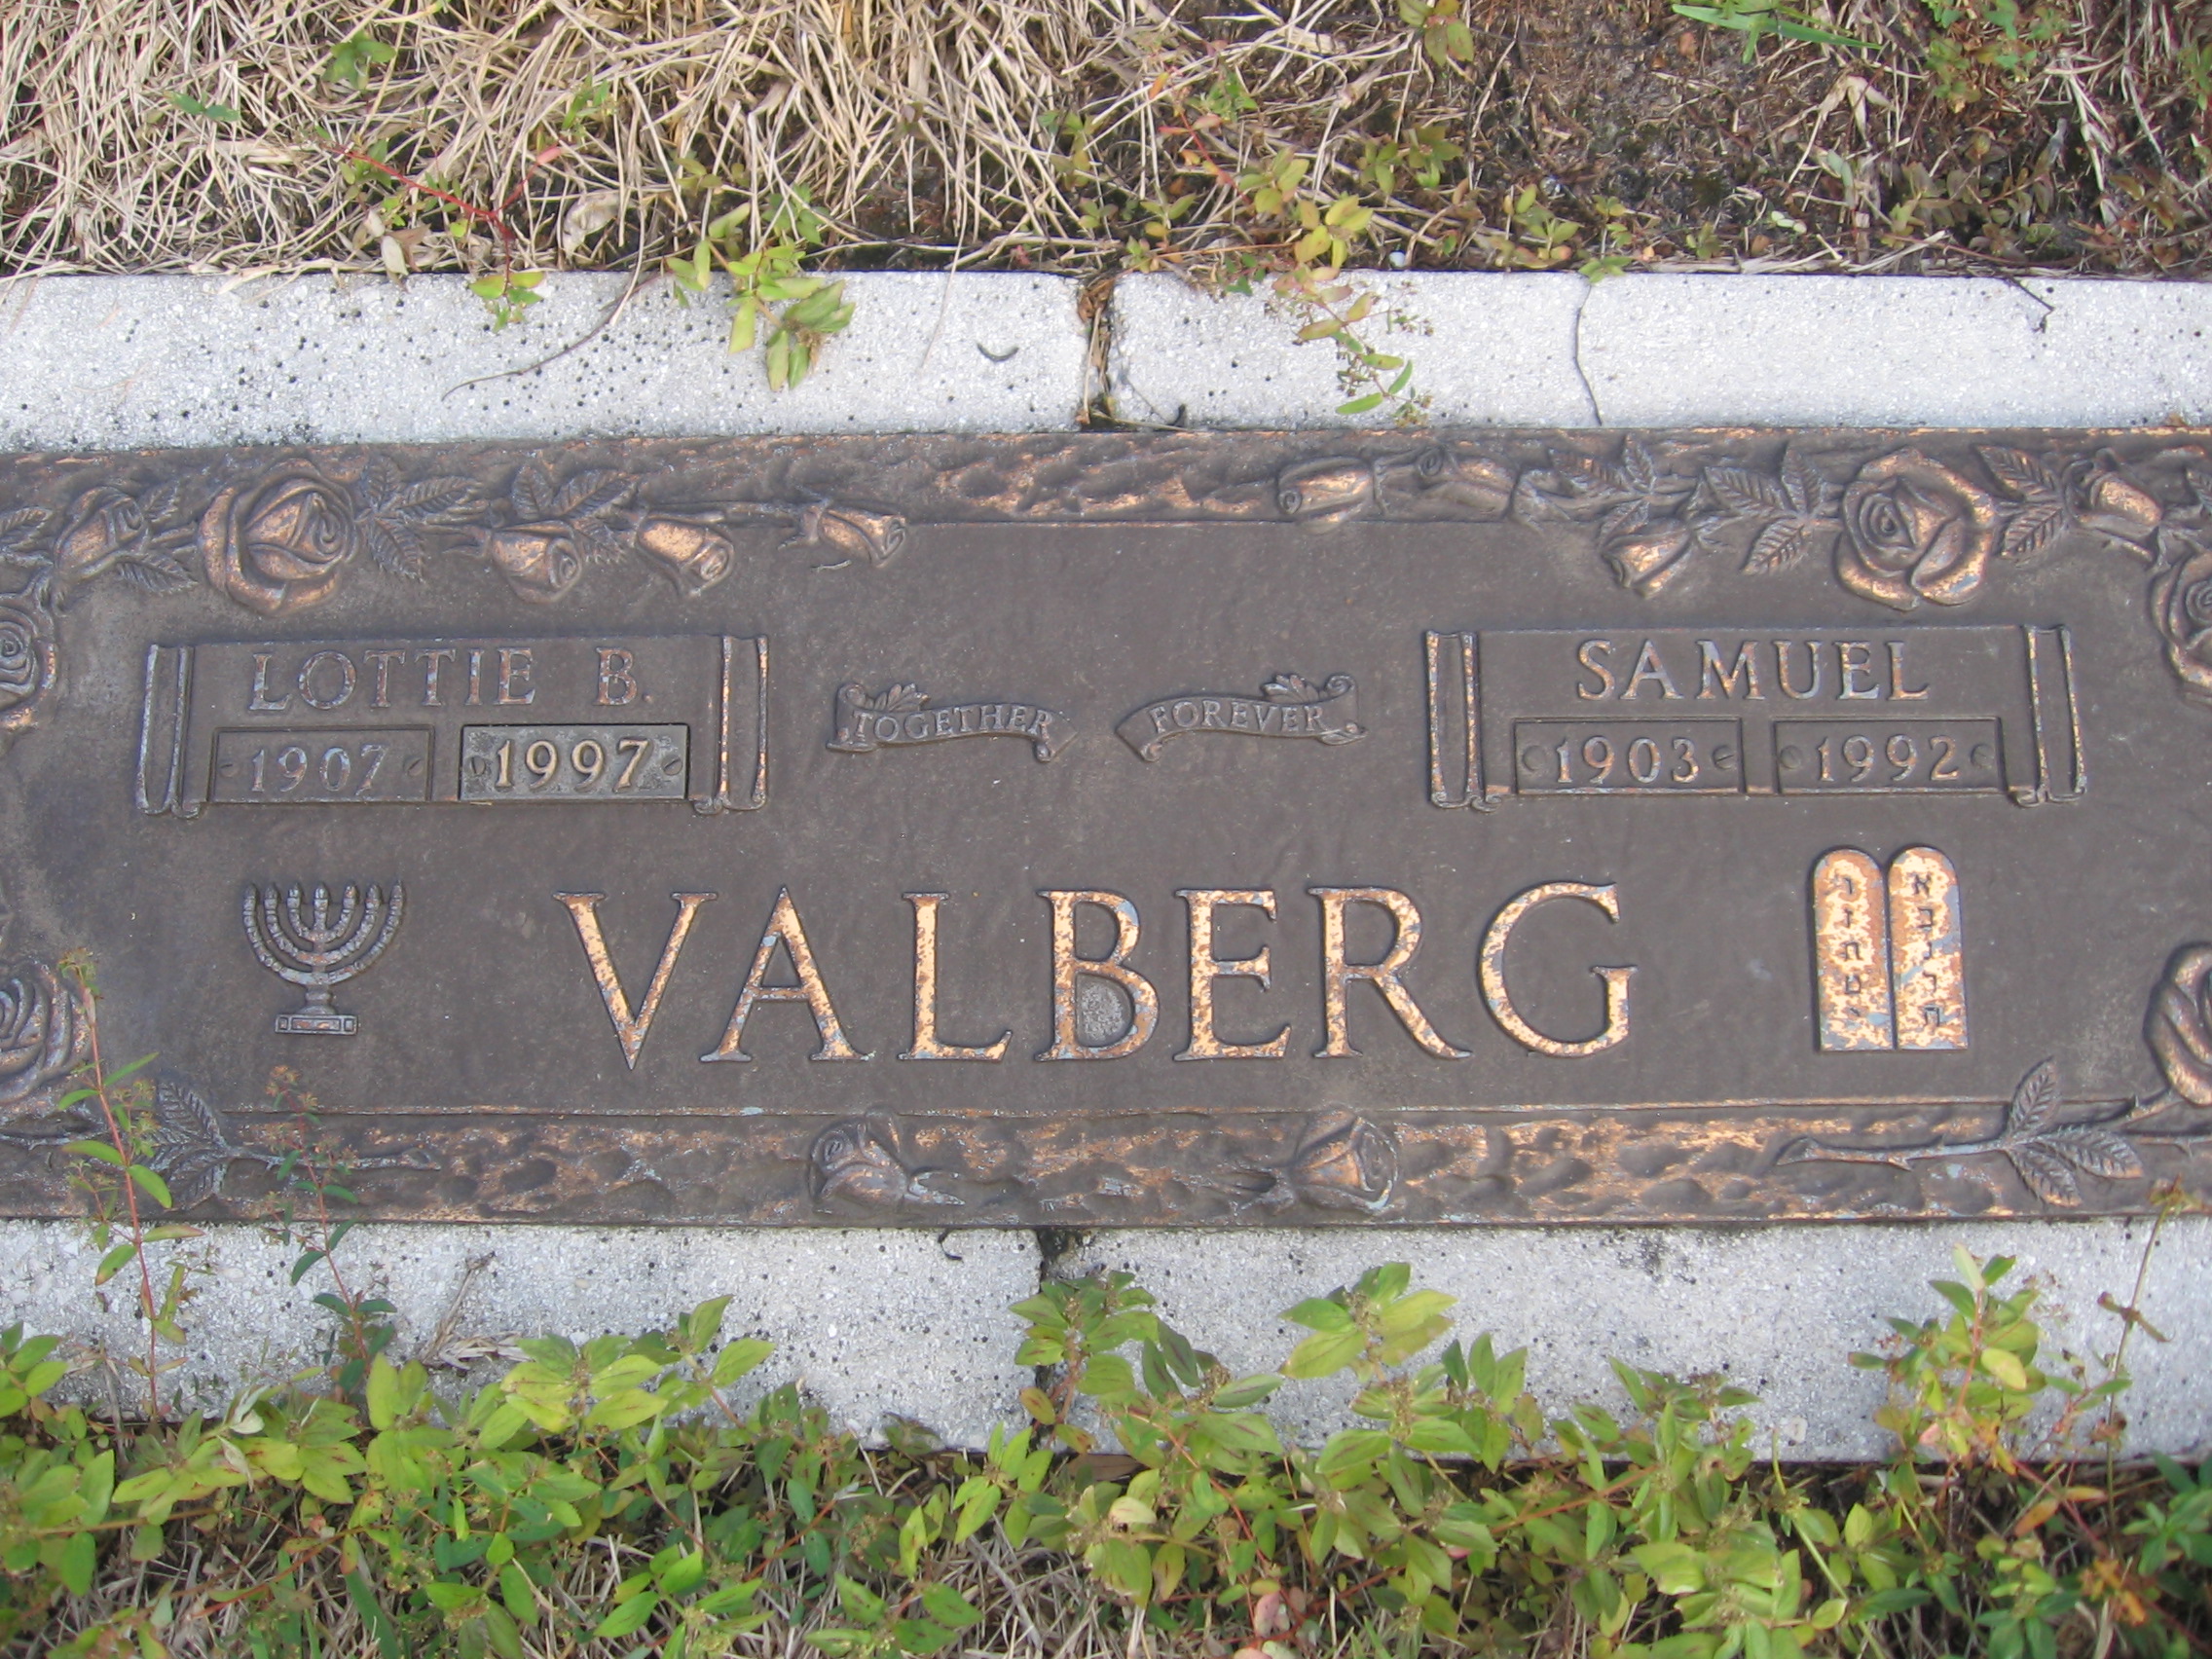 LOTTIE B.
1907 1997
TOGETHER FOREVER
SAMUEL
1903 1992
VALBERG
א
ב
ג
ד
ה
ו
ז
ח
ט
י